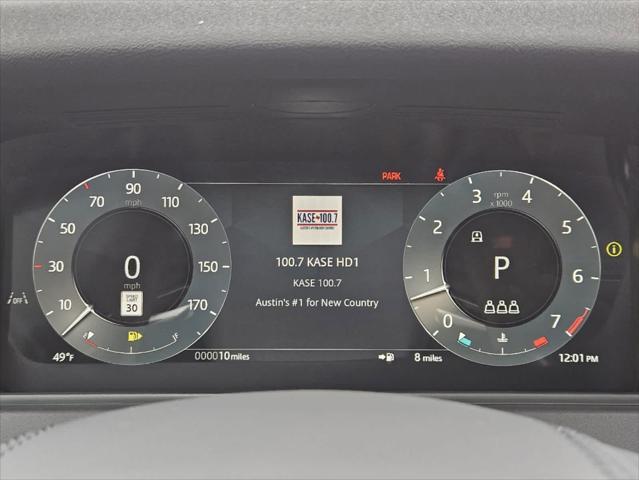 PARK
90
mph
70
110
50
130
30
150
10
170
0
mph
SPEED LIMIT
30
KASE 100.7
100.7 KASE HD1
KASE 100.7
Austin's #1 for New Country
rpm
x 1000
3
4
2
5
1
6
0
7
P
OFF
49°F
000010 miles
8 miles
12:01 PM